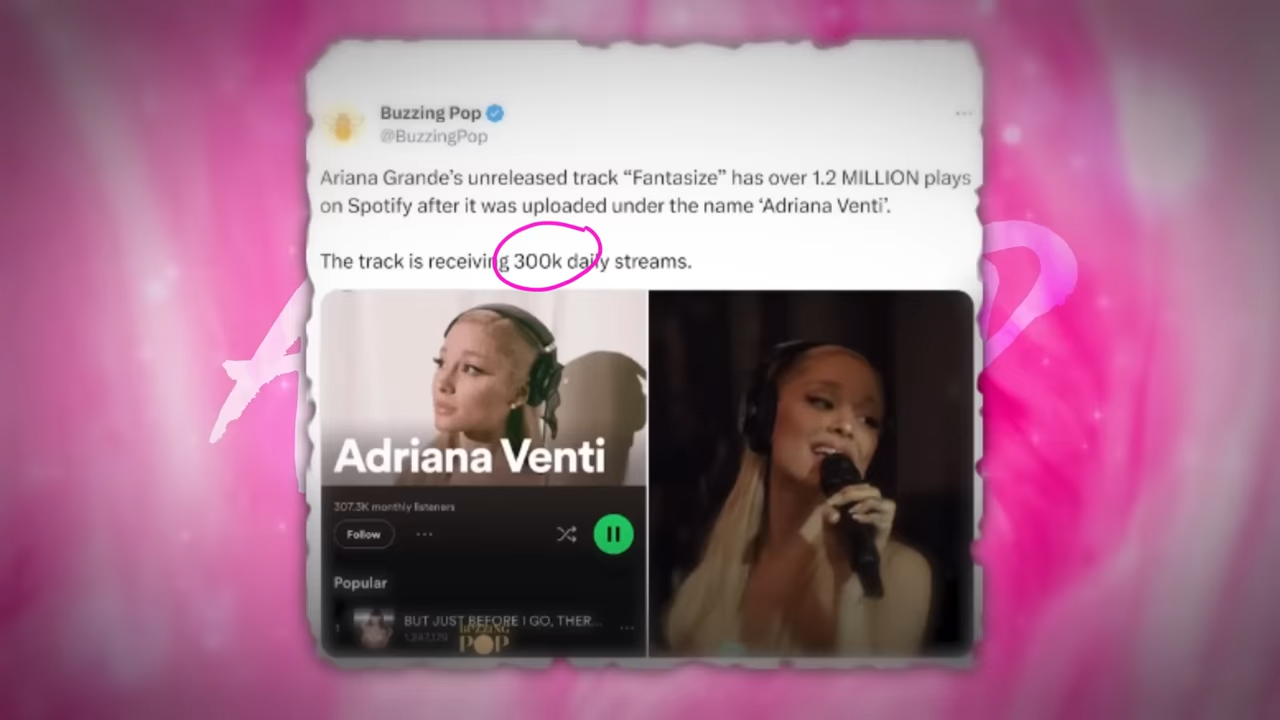 Buzzing Pop
@BuzzingPop
Ariana Grande’s unreleased track “Fantasize” has over 1.2 MILLION plays
on Spotify after it was uploaded under the name ‘Adriana Venti’.
The track is receiving 300k daily streams.
Adriana Venti
307.3K monthly listeners
Follow
Popular
1
BUT JUST BEFORE I GO, THER...
BUZZING
POP